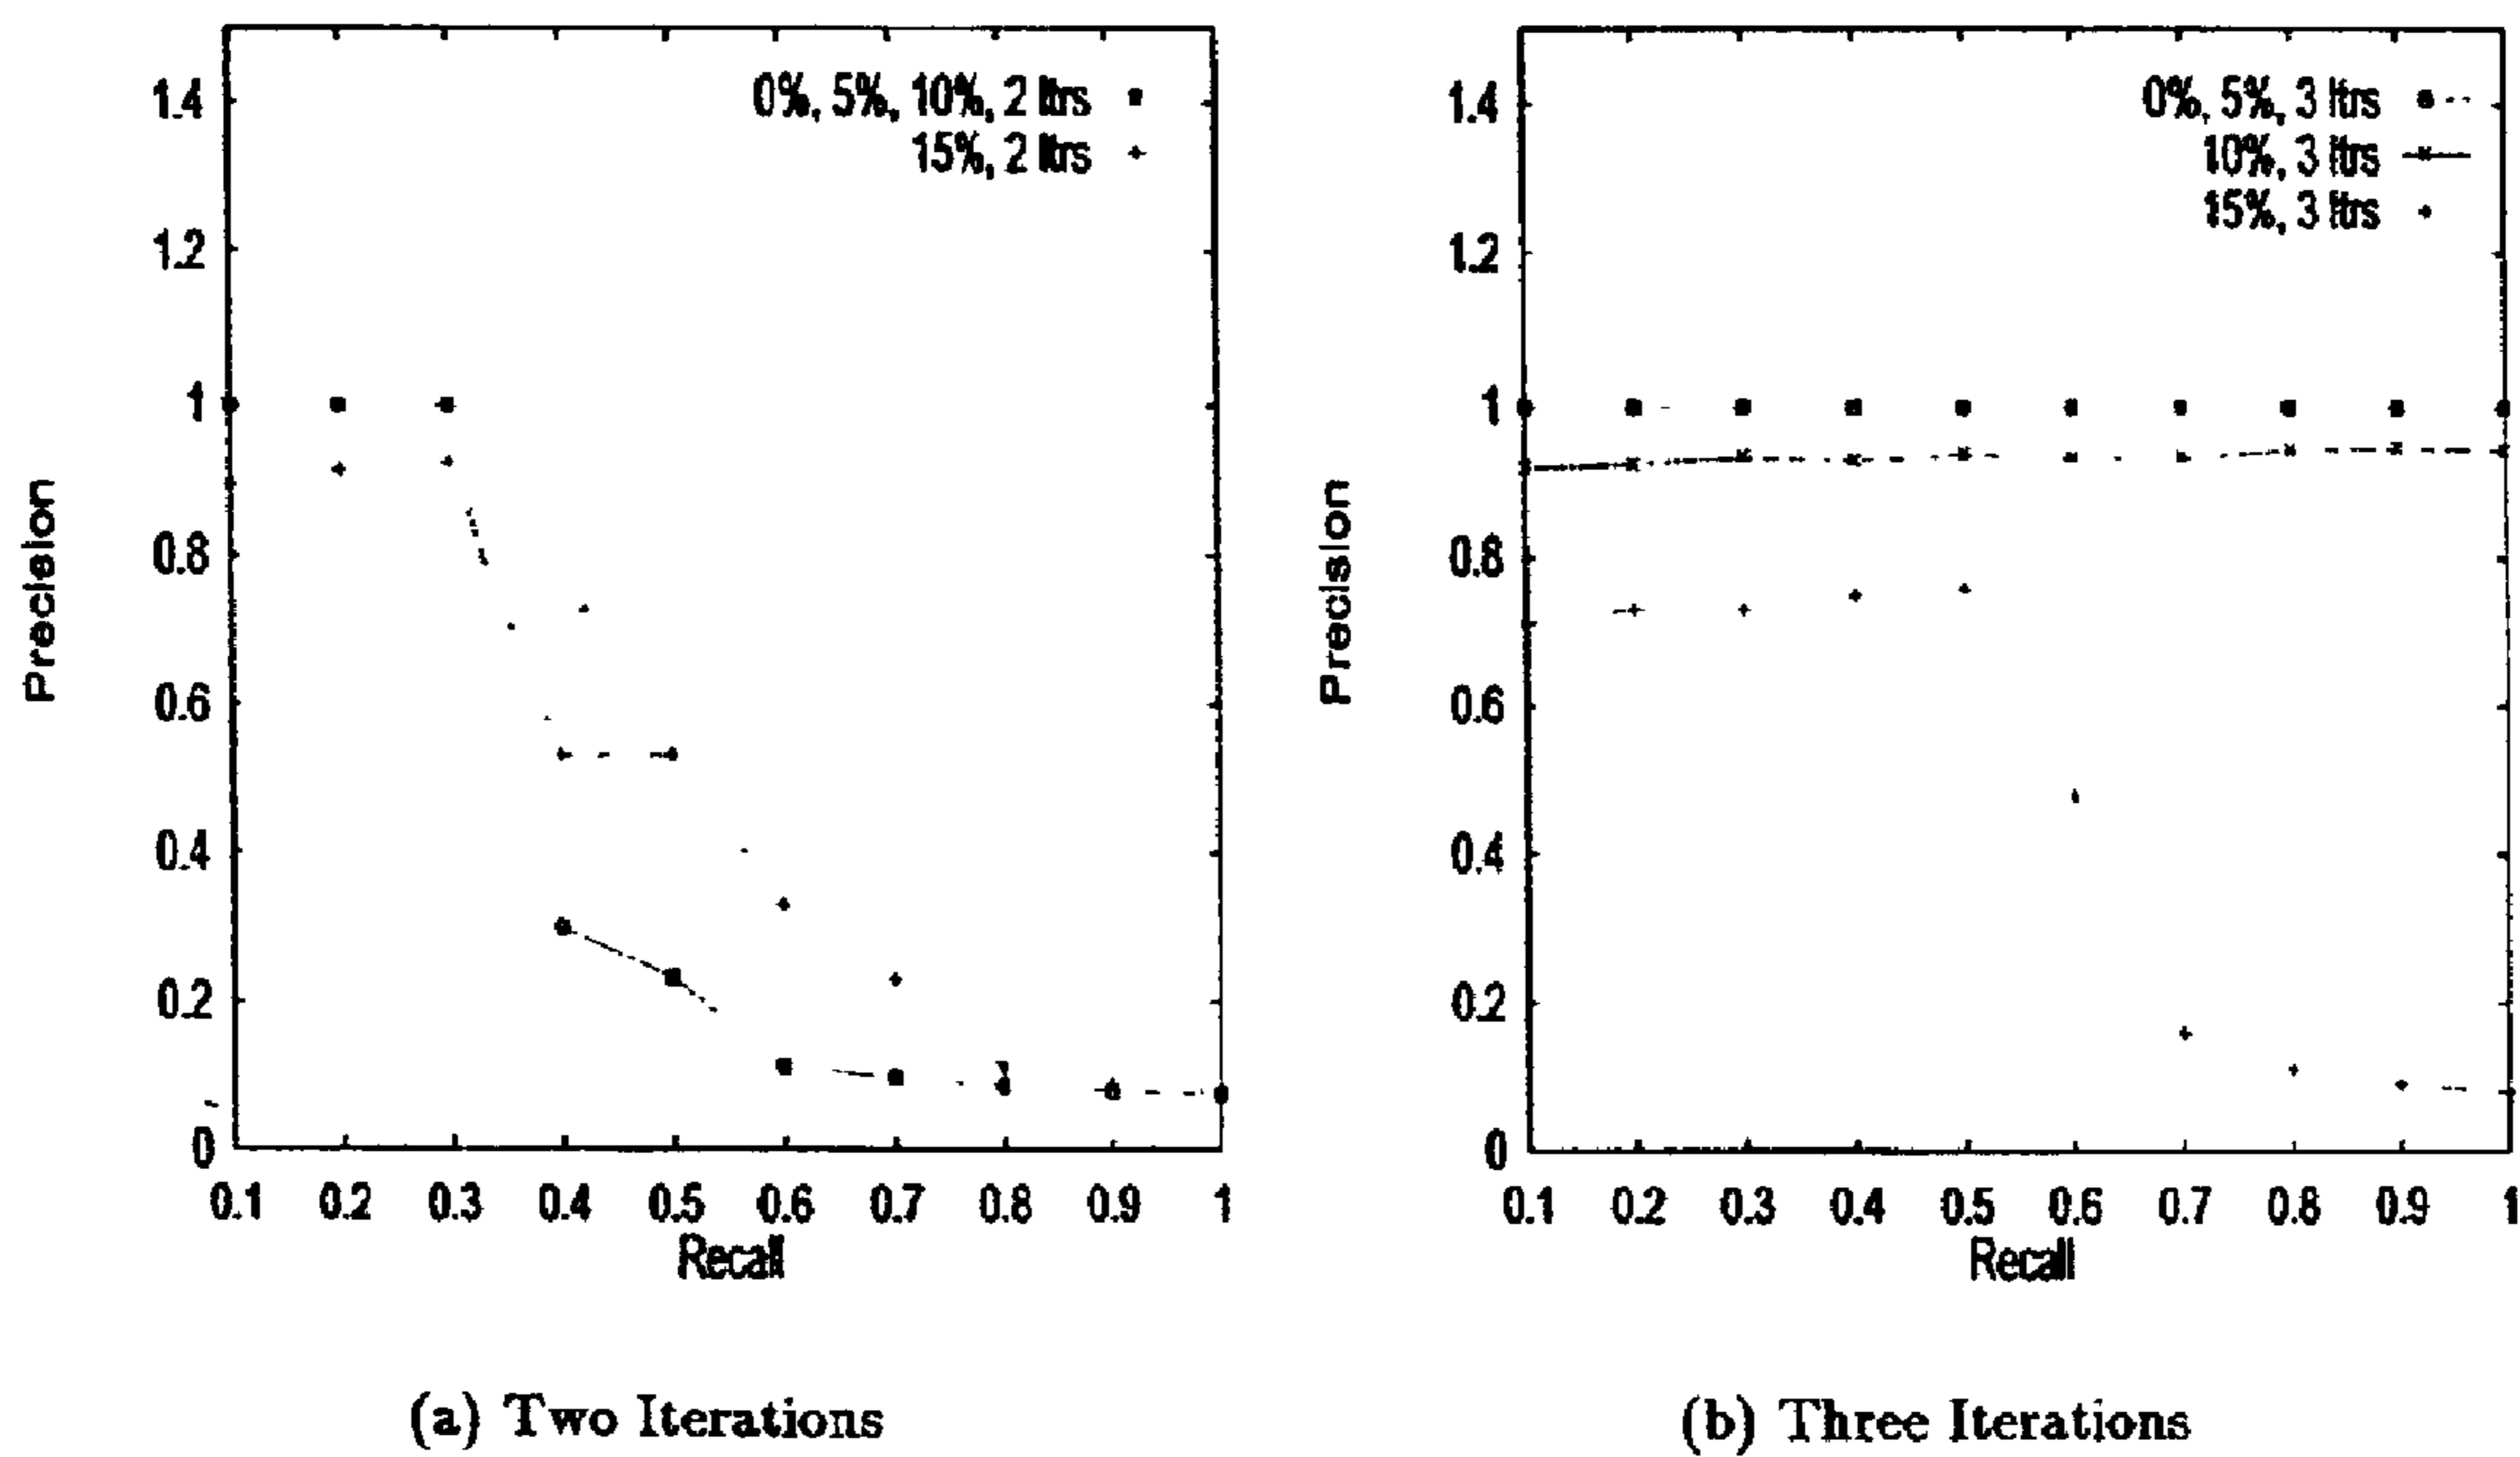 1.4
1.2
1
0.8
0.6
0.4
0.2
0
Precision
0%, 5%, 10%, 2 Itrs
15%, 2 Itrs
0.1 0.2 0.3 0.4 0.5 0.6 0.7 0.8 0.9 1
Recall
(a) Two Iterations
1.4
1.2
1
0.8
0.6
0.4
0.2
0
Precision
0%, 5%, 3 Itrs
10%, 3 Itrs
15%, 3 Itrs
0.1 0.2 0.3 0.4 0.5 0.6 0.7 0.8 0.9 1
Recall
(b) Three Iterations